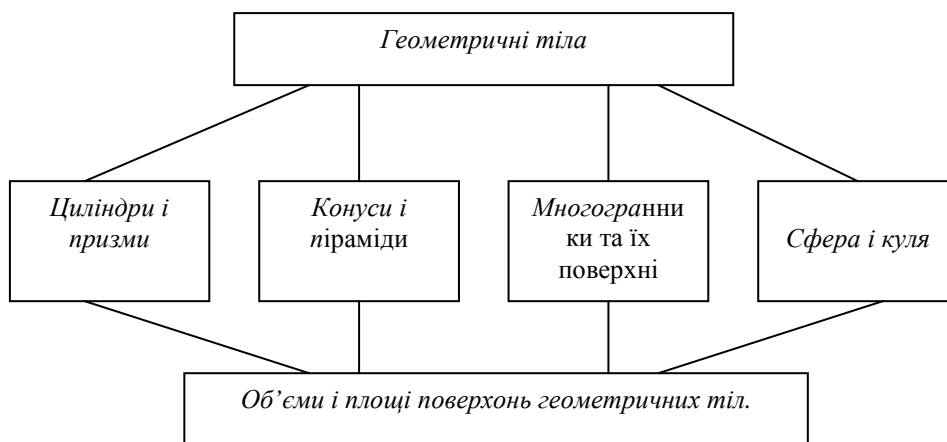 Геометричні тіла
Циліндри і
призми
Конуси і
піраміди
Многогранни
ки та їх
поверхні
Сфера і куля
Об’єми і площі поверхонь геометричних тіл.